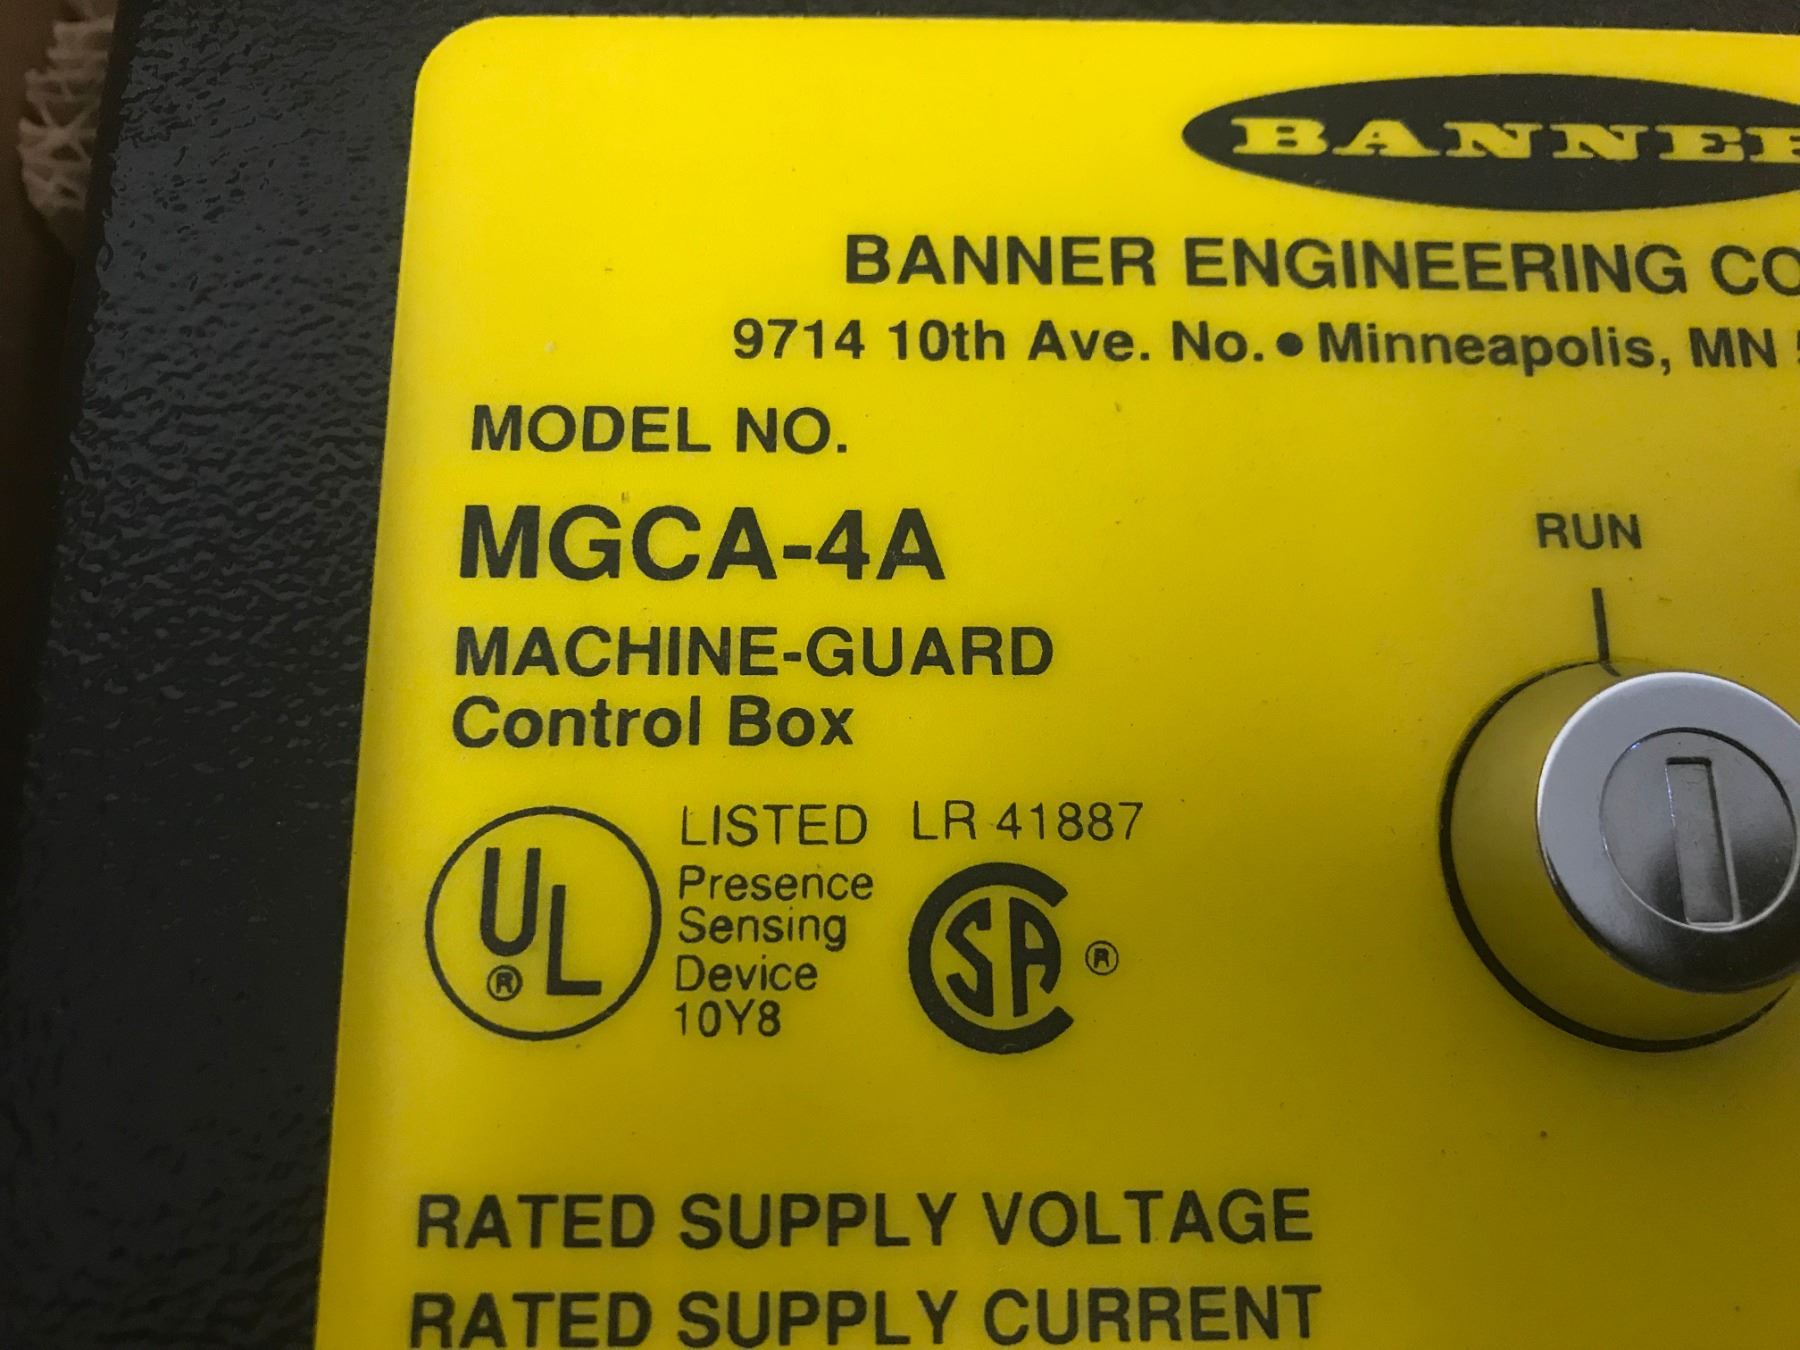 BANNE
BANNER ENGINEERING CO
9714 10th Ave. No. • Minneapolis, MN
MODEL NO.
MGCA-4A
RUN
MACHINE-GUARD
Control Box
LISTED LR 41887
UL
®
Presence
Sensing
Device
10Y8
CSA ®
RATED SUPPLY VOLTAGE
RATED SUPPLY CURRENT